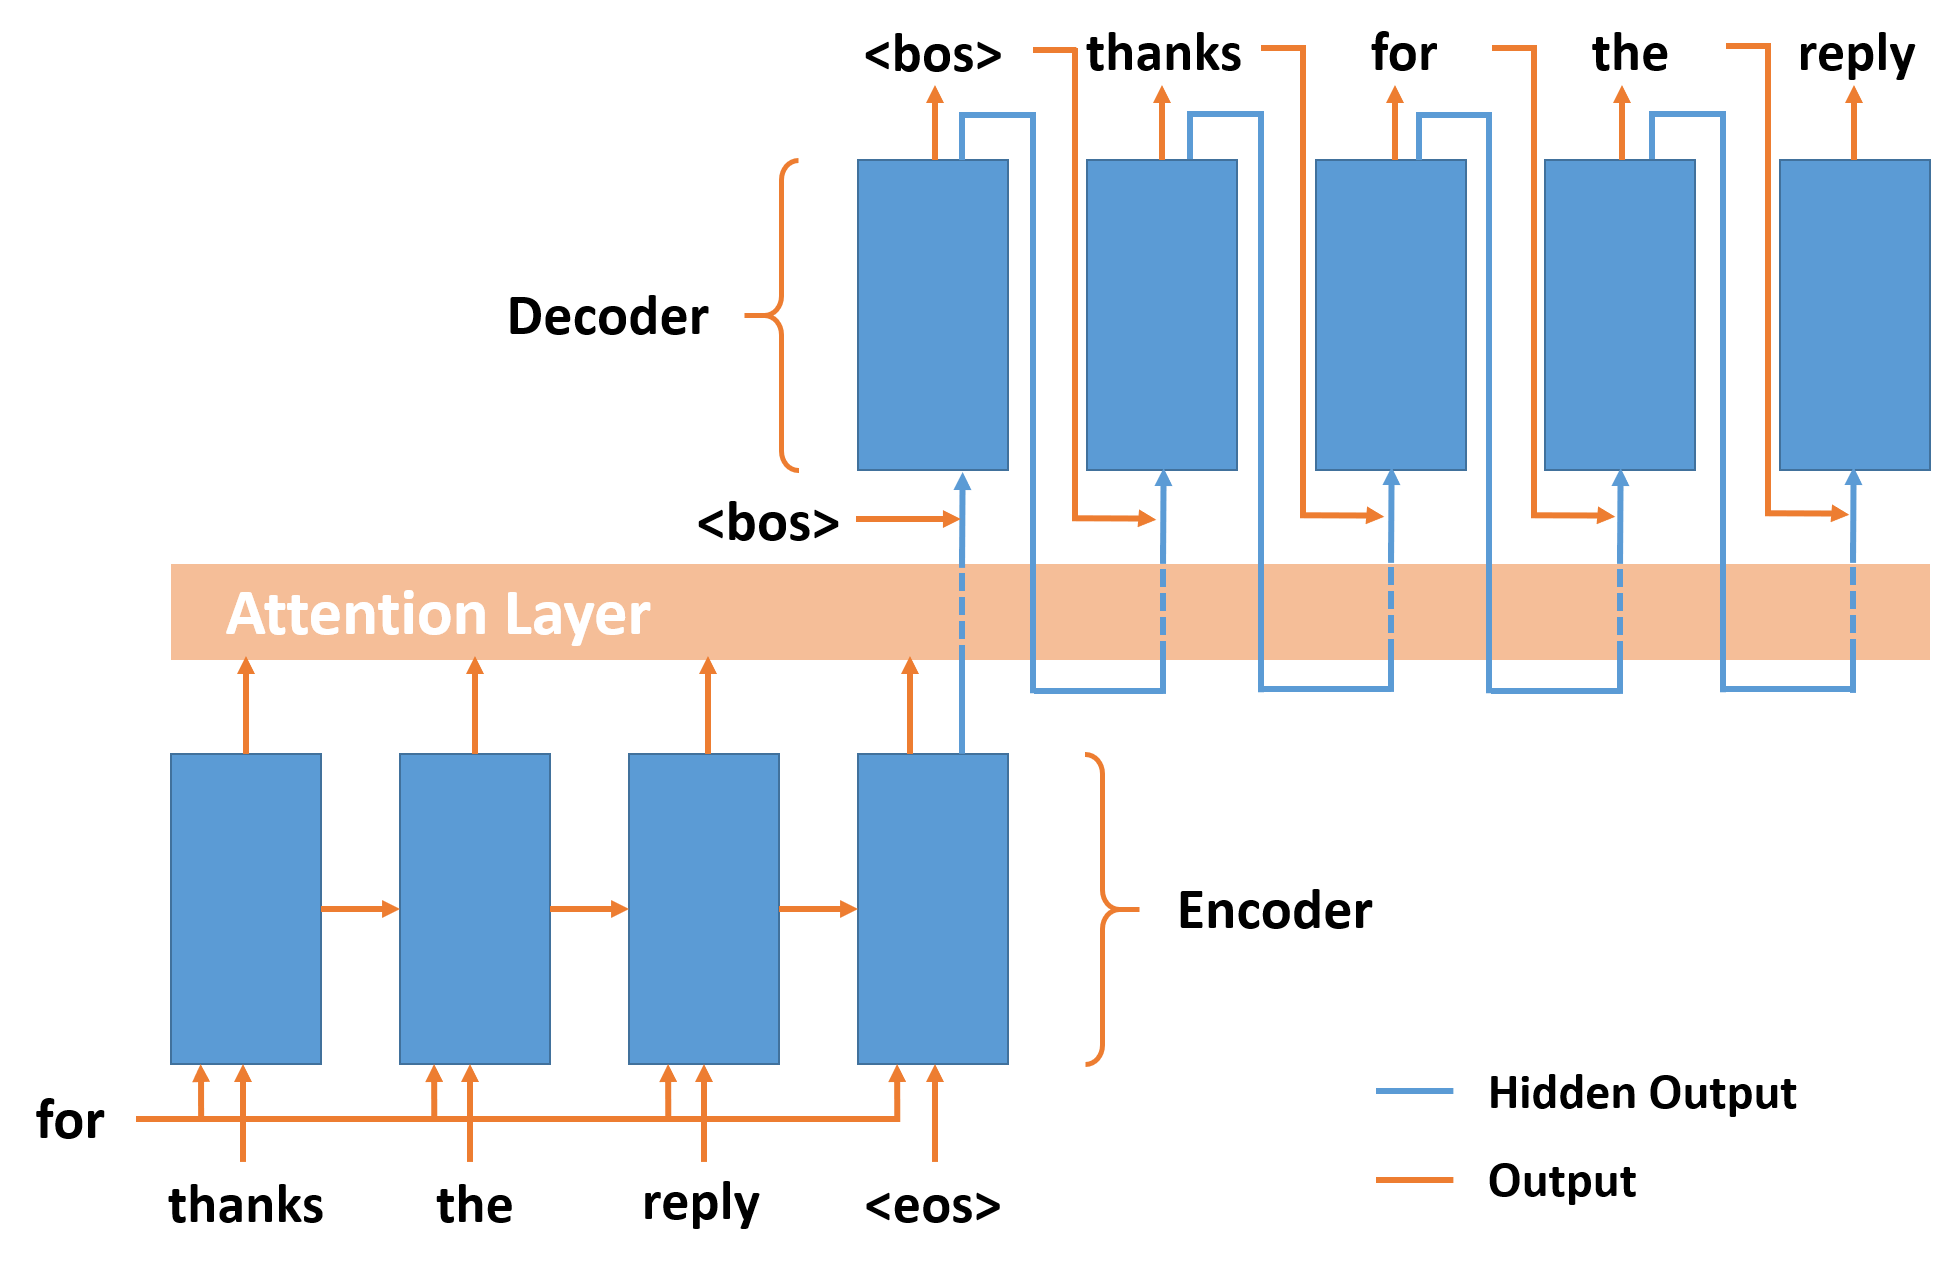 <bos> thanks for the reply
Decoder
<bos>
Attention Layer
Encoder
for
thanks the reply <eos>
Hidden Output
Output